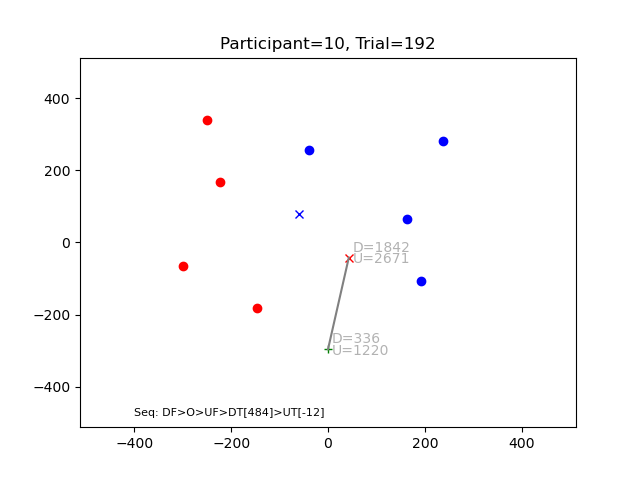 Participant=10, Trial=192
400
200
0
−200
−400
D=1842
U=2671
D=336
U=1220
Seq: DF>O>UF>DT[484]>UT[-12]
−400 −200 0 200 400